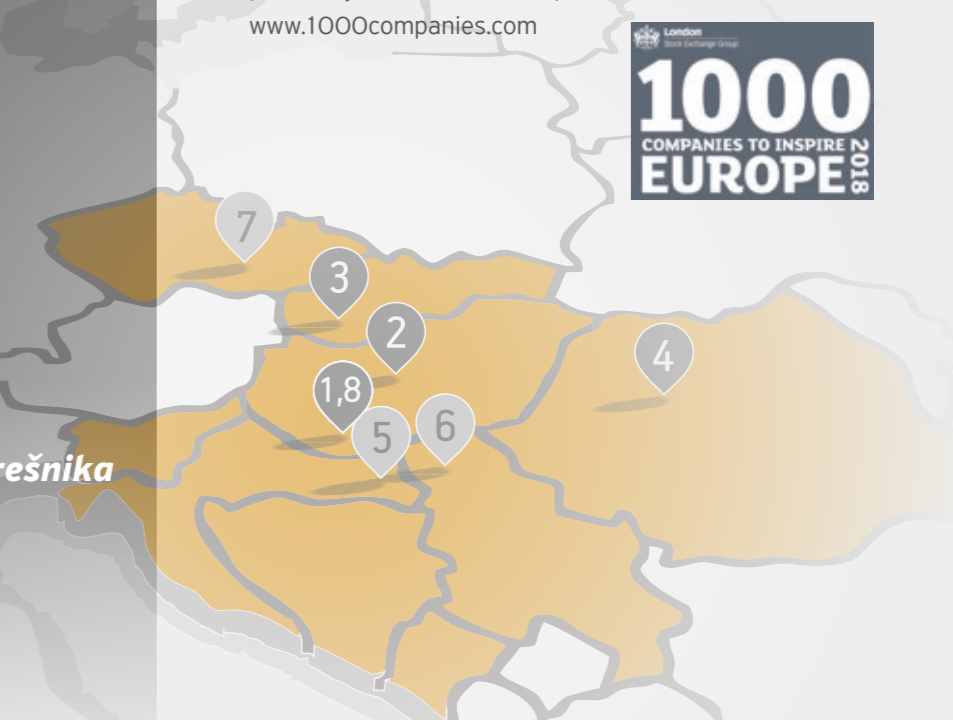 www.1000companies.com
London
Stock Exchange Group
1000
COMPANIES TO INSPIRE
EUROPE
2018
7
3
2
4
1,8
5
6
rešnika